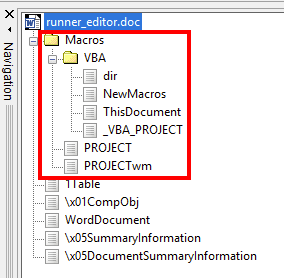 runner_editor.doc
Macros
VBA
dir
NewMacros
ThisDocument
_VBA_PROJECT
PROJECT
PROJECTwm
1Table
\x01CompObj
WordDocument
\x05SummaryInformation
\x05DocumentSummaryInformation
Navigation